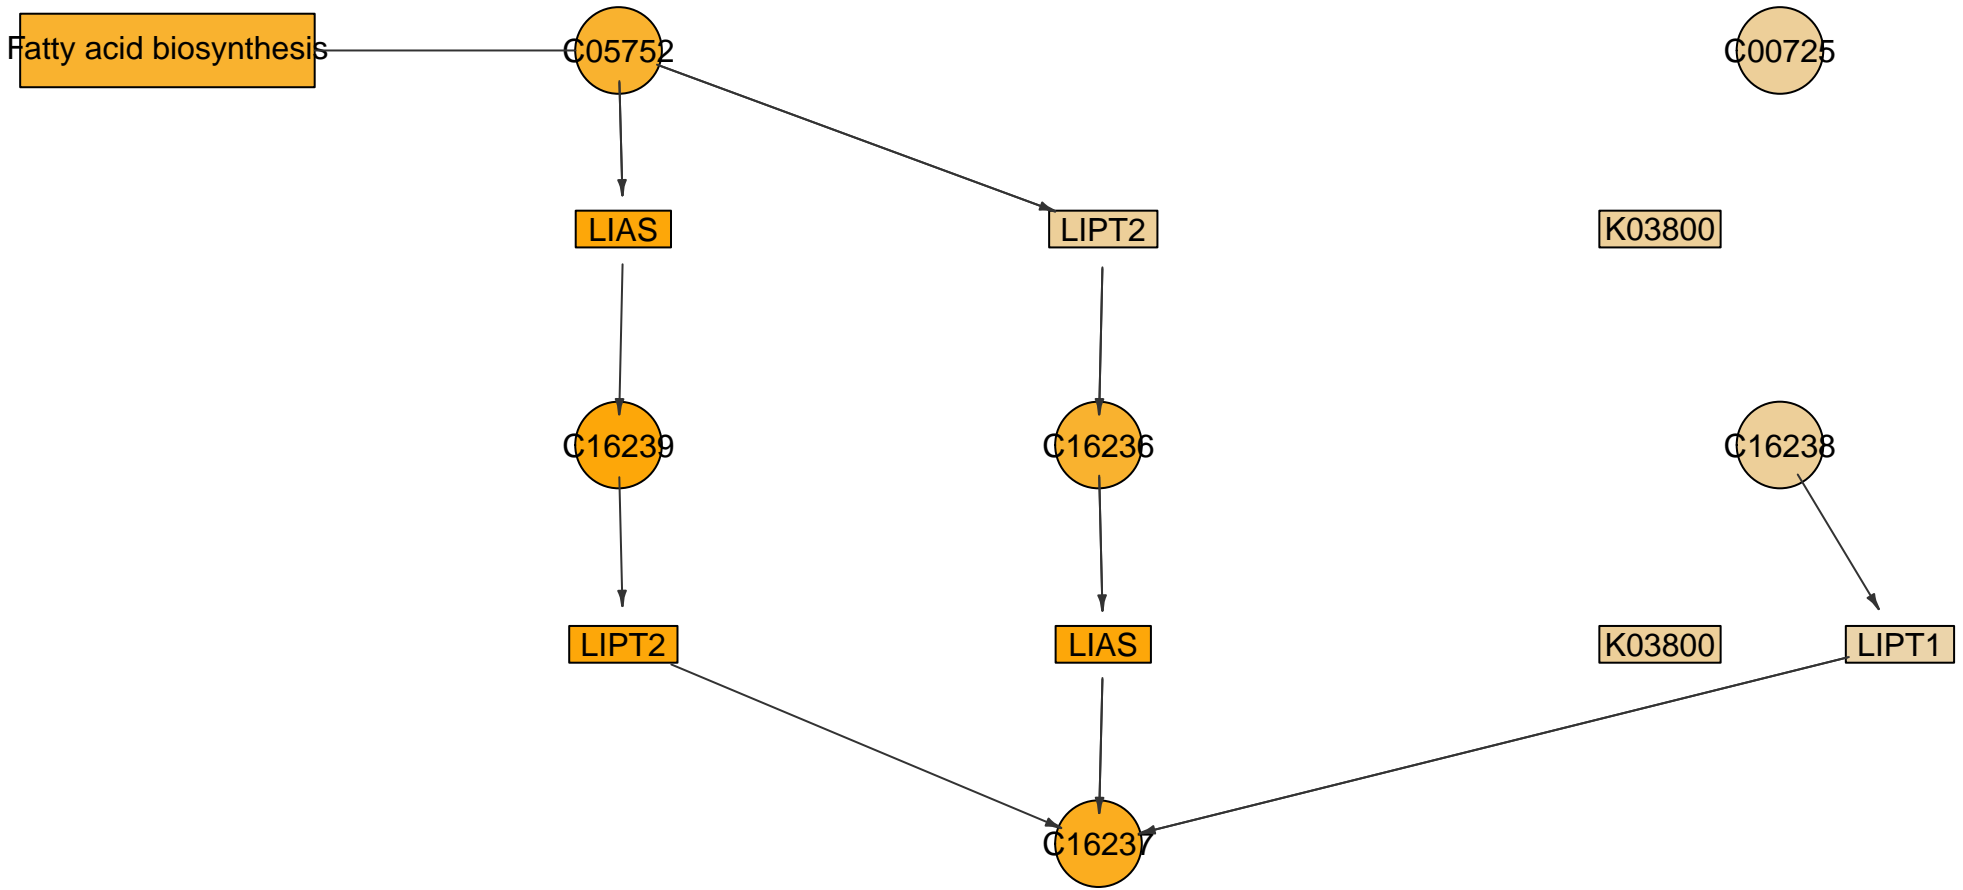 Fatty acid biosynthesis
C05752
C00725
LIAS
LIPT2
K03800
C16239
C16236
C16238
LIPT2
LIAS
K03800
LIPT1
C16237